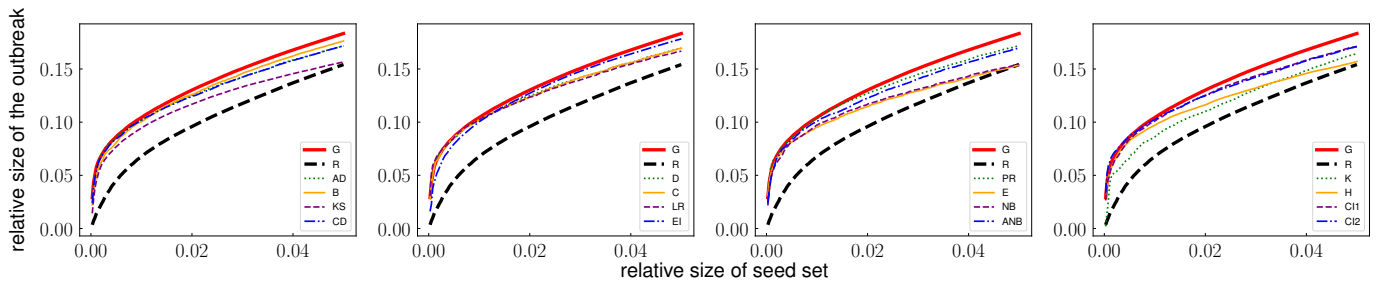 relative size of the outbreak
0.15
0.10
0.05
0.00
0.00
0.02
0.04
G
R
AD
B
KS
CD
0.15
0.10
0.05
0.00
0.00
0.02
0.04
G
R
D
C
LR
EI
0.15
0.10
0.05
0.00
0.00
0.02
0.04
G
R
PR
E
NB
ANB
0.15
0.10
0.05
0.00
0.00
0.02
0.04
G
R
K
H
CI1
CI2
relative size of seed set